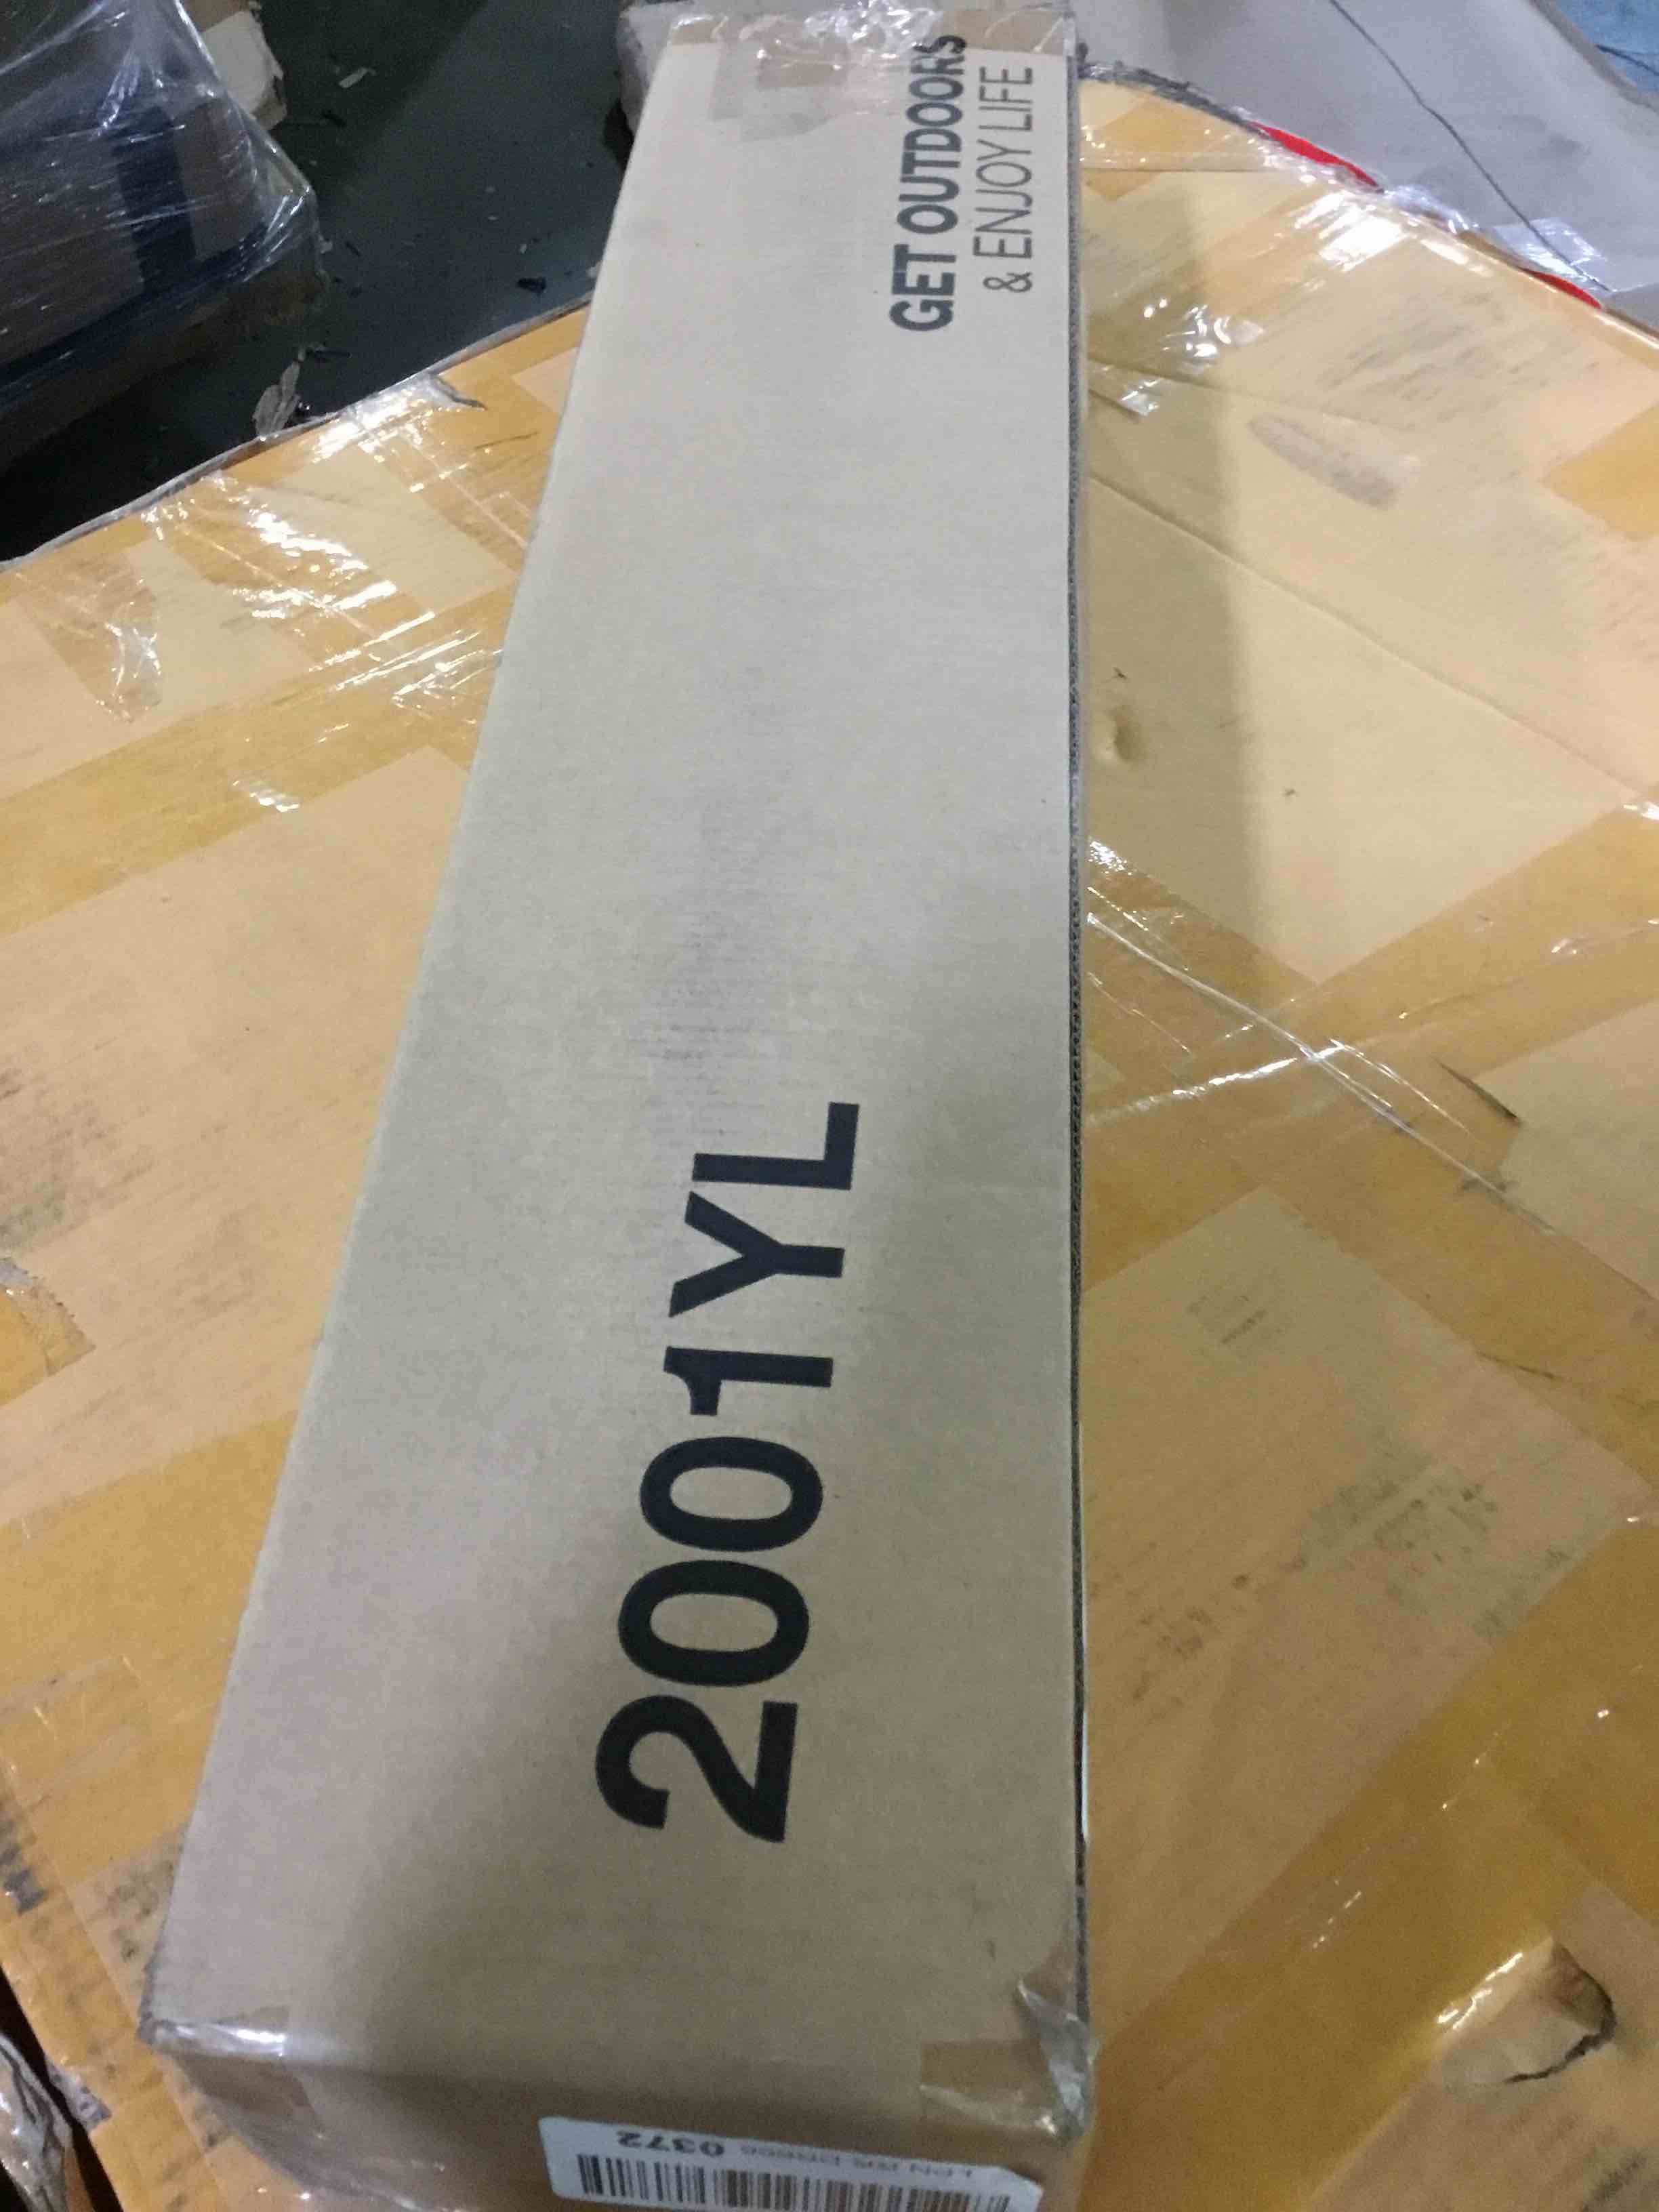 GET OUTDOORS
& ENJOY LIFE
2001YL
0372